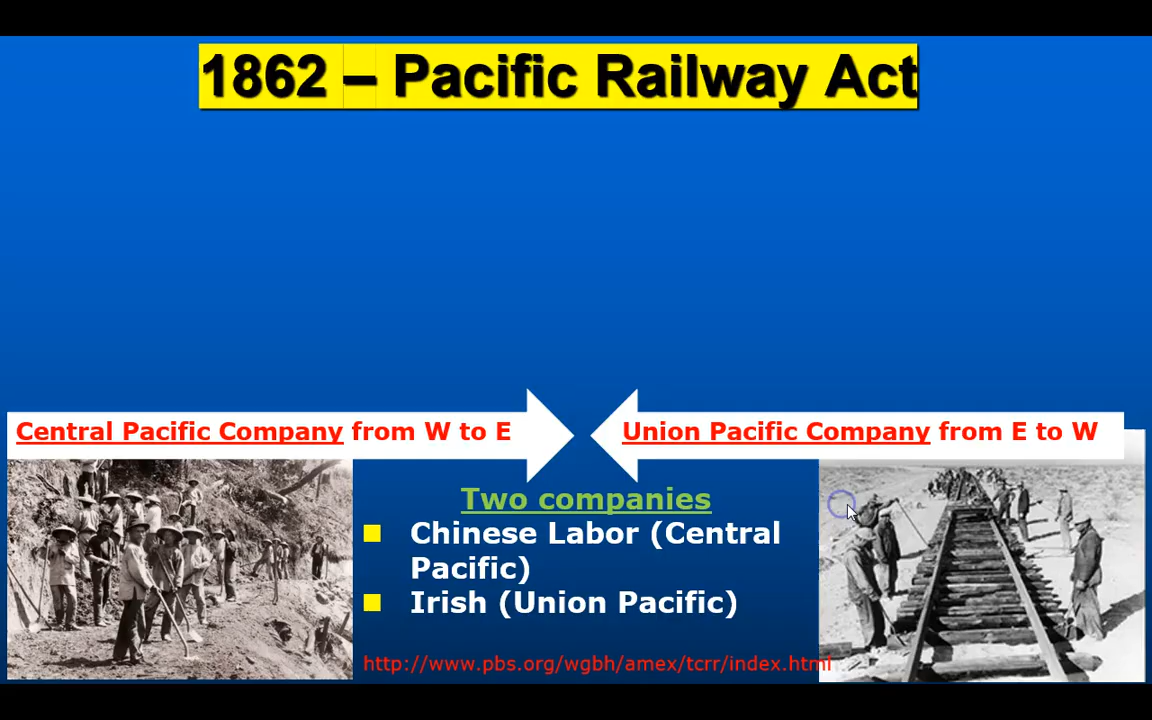 1862 – Pacific Railway Act
Central Pacific Company from W to E
Union Pacific Company from E to W
Two companies
Chinese Labor (Central
Pacific)
Irish (Union Pacific)
http://www.pbs.org/wgbh/amex/tcrr/index.html